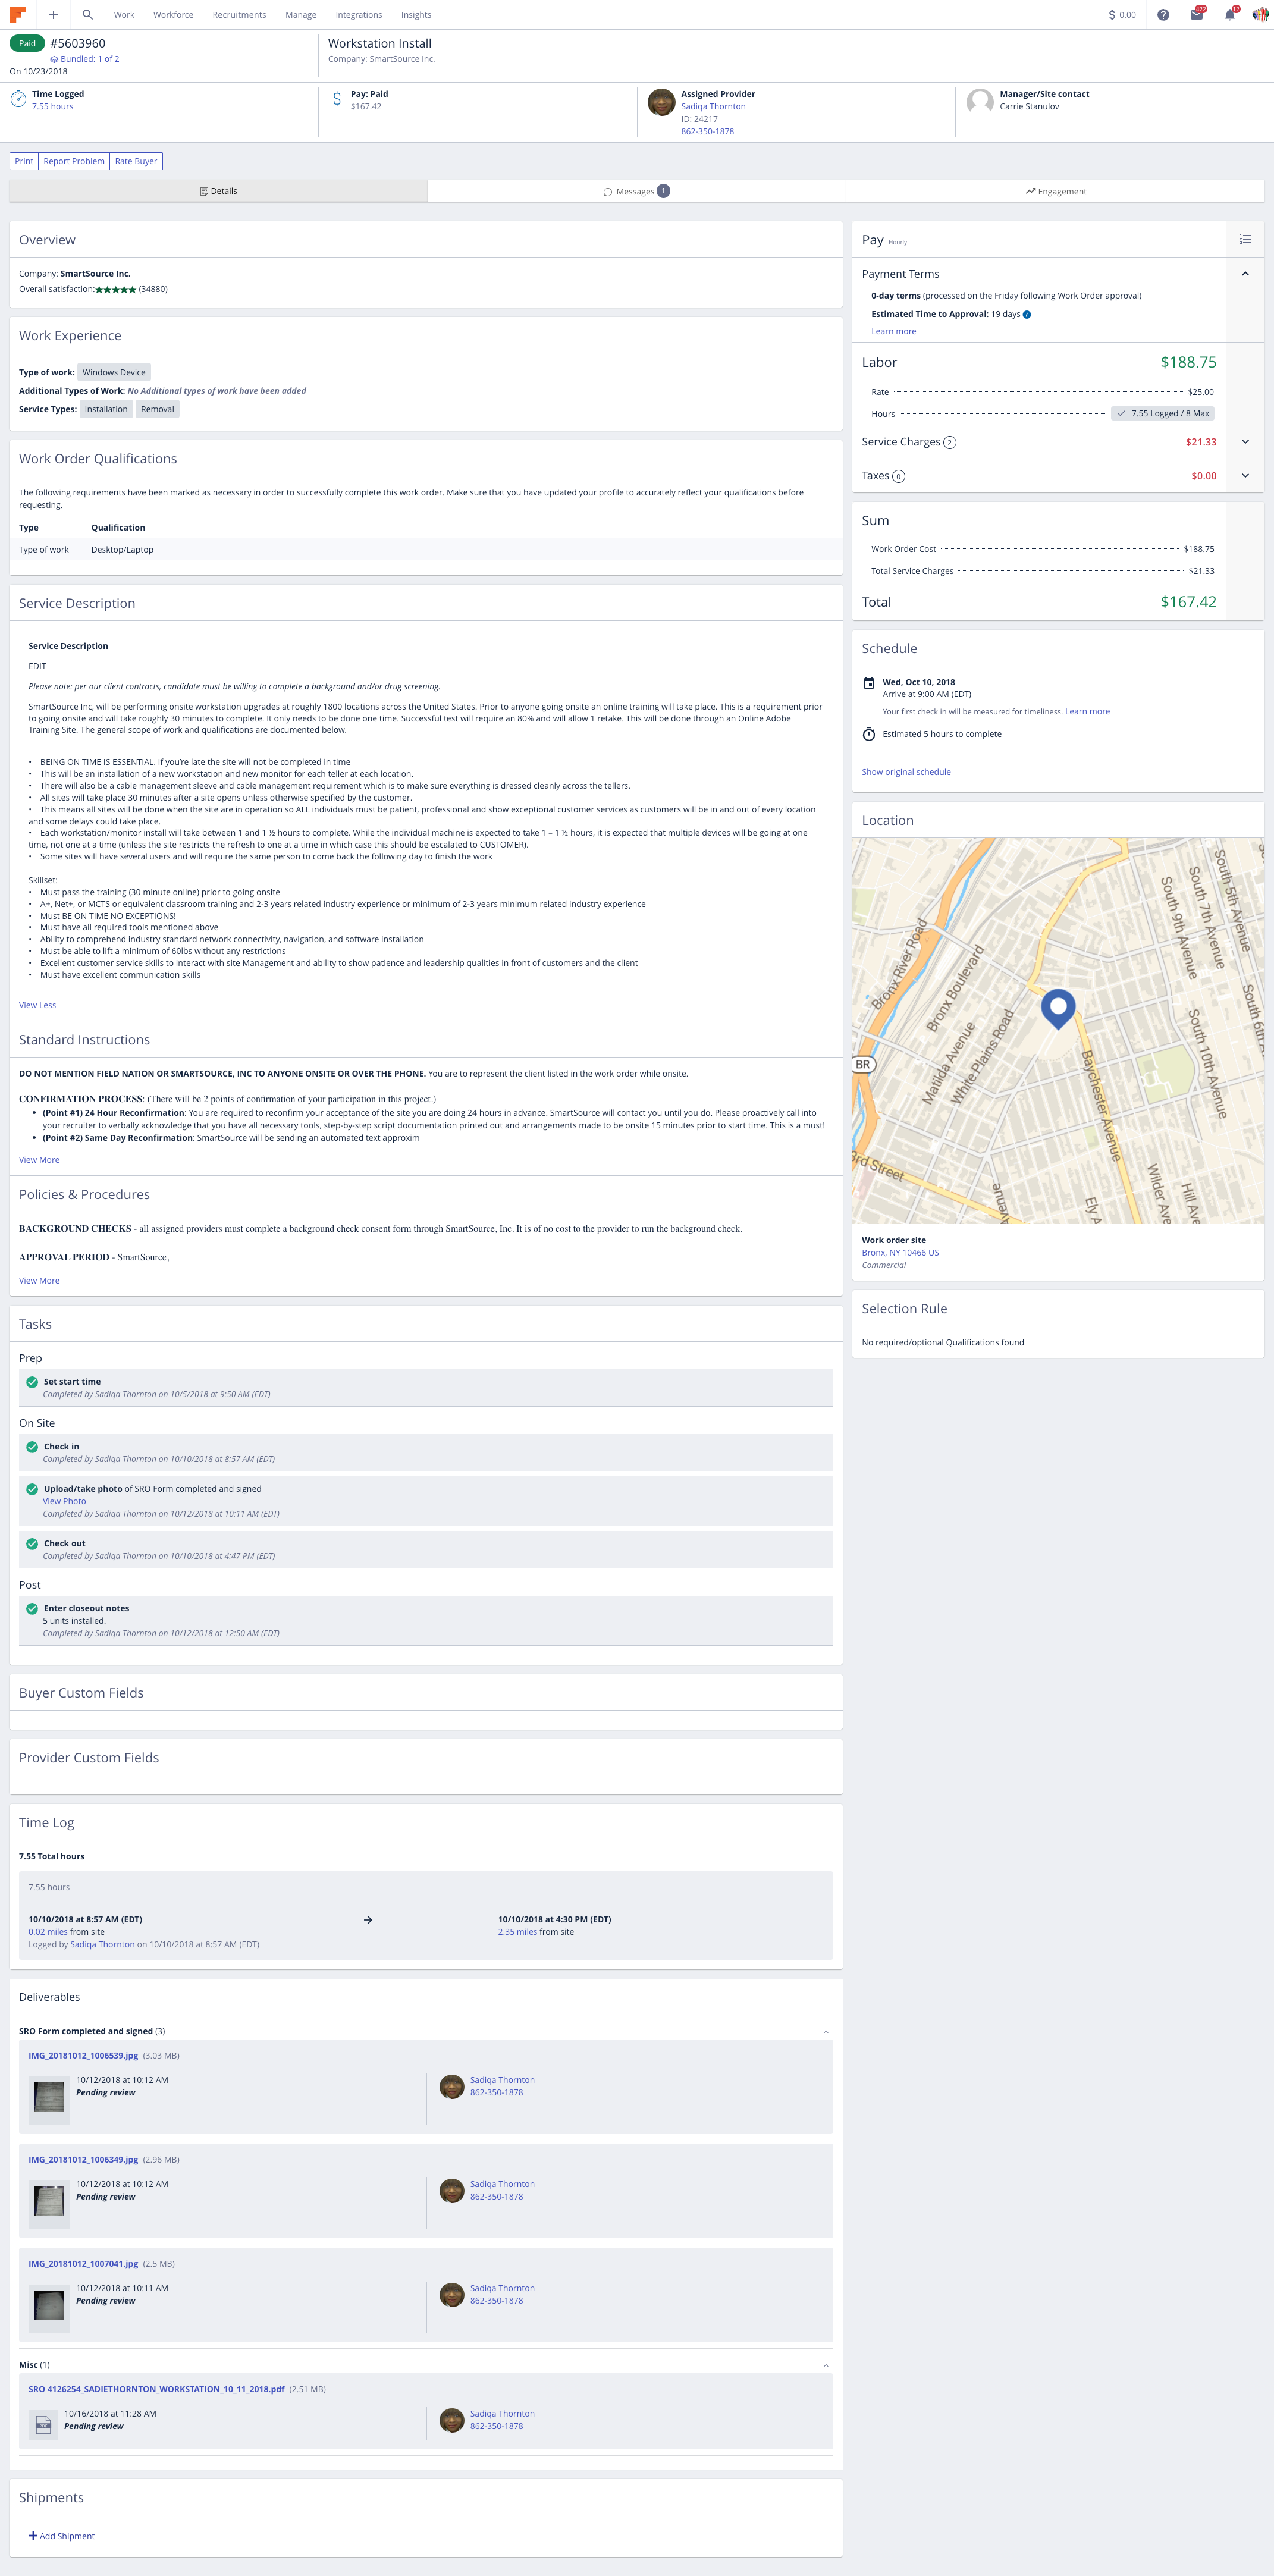 Work Workforce Recruitments Manage Integrations Insights $ 0.00 422 12
Paid #5603960
Bundled: 1 of 2
On 10/23/2018
Workstation Install
Company: SmartSource Inc.
Time Logged
7.55 hours
Pay: Paid
$167.42
Assigned Provider
Sadiqa Thornton
ID: 24217
862-350-1878
Manager/Site contact
Carrie Stanulov
Print Report Problem Rate Buyer
Details Messages 1 Engagement
Overview
Company: SmartSource Inc.
Overall satisfaction:★★★★★ (34880)
Work Experience
Type of work: Windows Device
Additional Types of Work: No Additional types of work have been added
Service Types: Installation Removal
Work Order Qualifications
The following requirements have been marked as necessary in order to successfully complete this work order. Make sure that you have updated your profile to accurately reflect your qualifications before
requesting.
Type Qualification
Type of work Desktop/Laptop
Service Description
Service Description
EDIT
Please note: per our client contracts, candidate must be willing to complete a background and/or drug screening.
SmartSource Inc, will be performing onsite workstation upgrades at roughly 1800 locations across the United States. Prior to anyone going onsite an online training will take place. This is a requirement prior
to going onsite and will take roughly 30 minutes to complete. It only needs to be done one time. Successful test will require an 80% and will allow 1 retake. This will be done through an Online Adobe
Training Site. The general scope of work and qualifications are documented below.
• BEING ON TIME IS ESSENTIAL. If you're late the site will not be completed in time
• This will be an installation of a new workstation and new monitor for each teller at each location.
• There will also be a cable management sleeve and cable management requirement which is to make sure everything is dressed cleanly across the tellers.
• All sites will take place 30 minutes after a site opens unless otherwise specified by the customer.
• This means all sites will be done when the site are in operation so ALL individuals must be patient, professional and show exceptional customer services as customers will be in and out of every location
and some delays could take place.
• Each workstation/monitor install will take between 1 and 1 ½ hours to complete. While the individual machine is expected to take 1 – 1 ½ hours, it is expected that multiple devices will be going at one
time, not one at a time (unless the site restricts the refresh to one at a time in which case this should be escalated to CUSTOMER).
• Some sites will have several users and will require the same person to come back the following day to finish the work
Skillset:
• Must pass the training (30 minute online) prior to going onsite
• A+, Net+, or MCTS or equivalent classroom training and 2-3 years related industry experience or minimum of 2-3 years minimum related industry experience
• Must BE ON TIME NO EXCEPTIONS!
• Must have all required tools mentioned above
• Ability to comprehend industry standard network connectivity, navigation, and software installation
• Must be able to lift a minimum of 60lbs without any restrictions
• Excellent customer service skills to interact with site Management and ability to show patience and leadership qualities in front of customers and the client
• Must have excellent communication skills
View Less
Standard Instructions
DO NOT MENTION FIELD NATION OR SMARTSOURCE, INC TO ANYONE ONSITE OR OVER THE PHONE. You are to represent the client listed in the work order while onsite.
CONFIRMATION PROCESS: (There will be 2 points of confirmation of your participation in this project.)
• (Point #1) 24 Hour Reconfirmation: You are required to reconfirm your acceptance of the site you are doing 24 hours in advance. SmartSource will contact you until you do. Please proactively call into
your recruiter to verbally acknowledge that you have all necessary tools, step-by-step script documentation printed out and arrangements made to be onsite 15 minutes prior to start time. This is a must!
• (Point #2) Same Day Reconfirmation: SmartSource will be sending an automated text approxim
View More
Policies & Procedures
BACKGROUND CHECKS - all assigned providers must complete a background check consent form through SmartSource, Inc. It is of no cost to the provider to run the background check.
APPROVAL PERIOD - SmartSource,
View More
Tasks
Prep
Set start time
Completed by Sadiqa Thornton on 10/5/2018 at 9:50 AM (EDT)
On Site
Check in
Completed by Sadiqa Thornton on 10/10/2018 at 8:57 AM (EDT)
Upload/take photo of SRO Form completed and signed
View Photo
Completed by Sadiqa Thornton on 10/12/2018 at 10:11 AM (EDT)
Check out
Completed by Sadiqa Thornton on 10/10/2018 at 4:47 PM (EDT)
Post
Enter closeout notes
5 units installed.
Completed by Sadiqa Thornton on 10/12/2018 at 12:50 AM (EDT)
Buyer Custom Fields
Provider Custom Fields
Time Log
7.55 Total hours
7.55 hours
10/10/2018 at 8:57 AM (EDT) → 10/10/2018 at 4:30 PM (EDT)
0.02 miles from site 2.35 miles from site
Logged by Sadiqa Thornton on 10/10/2018 at 8:57 AM (EDT)
Deliverables
SRO Form completed and signed (3)
IMG_20181012_1006539.jpg (3.03 MB)
10/12/2018 at 10:12 AM Sadiqa Thornton
Pending review 862-350-1878
IMG_20181012_1006349.jpg (2.96 MB)
10/12/2018 at 10:12 AM Sadiqa Thornton
Pending review 862-350-1878
IMG_20181012_1007041.jpg (2.5 MB)
10/12/2018 at 10:11 AM Sadiqa Thornton
Pending review 862-350-1878
Misc (1)
SRO 4126254_SADIETHORNTON_WORKSTATION_10_11_2018.pdf (2.51 MB)
10/16/2018 at 11:28 AM Sadiqa Thornton
Pending review 862-350-1878
Shipments
Add Shipment
Pay Hourly
Payment Terms
0-day terms (processed on the Friday following Work Order approval)
Estimated Time to Approval: 19 days
Learn more
Labor $188.75
Rate $25.00
Hours 7.55 Logged / 8 Max
Service Charges 2 $21.33
Taxes 0 $0.00
Sum
Work Order Cost $188.75
Total Service Charges $21.33
Total $167.42
Schedule
Wed, Oct 10, 2018
Arrive at 9:00 AM (EDT)
Your first check in will be measured for timeliness. Learn more
Estimated 5 hours to complete
Show original schedule
Location
South 5th Avenue
South 7th Avenue
South 9th Avenue
South 6th A
South 10th Avenue
Bronx River Road
Bronx Boulevard
Matilda Avenue
White Plains Road
BR
Baychester Avenue
3rd Street
Avenue
Ely A
Wilder Ave
Hill Ave
Work order site
Bronx, NY 10466 US
Commercial
Selection Rule
No required/optional Qualifications found